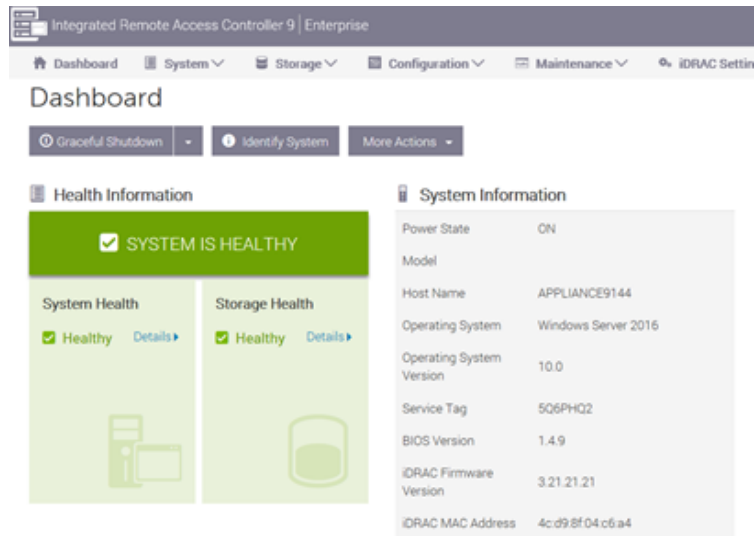 Integrated Remote Access Controller 9 | Enterprise
Dashboard System Storage Configuration Maintenance iDRAC Settin
Dashboard
Graceful Shutdown Identify System More Actions
Health Information
SYSTEM IS HEALTHY
System Health Storage Health
Healthy Details Healthy Details
System Information
Power State ON
Model
Host Name APPLIANCE9144
Operating System Windows Server 2016
Operating System Version 10.0
Service Tag 5Q6PHQ2
BIOS Version 1.4.9
iDRAC Firmware Version 3.21.21.21
iDRAC MAC Address 4c:d9:8f:04:c6:a4